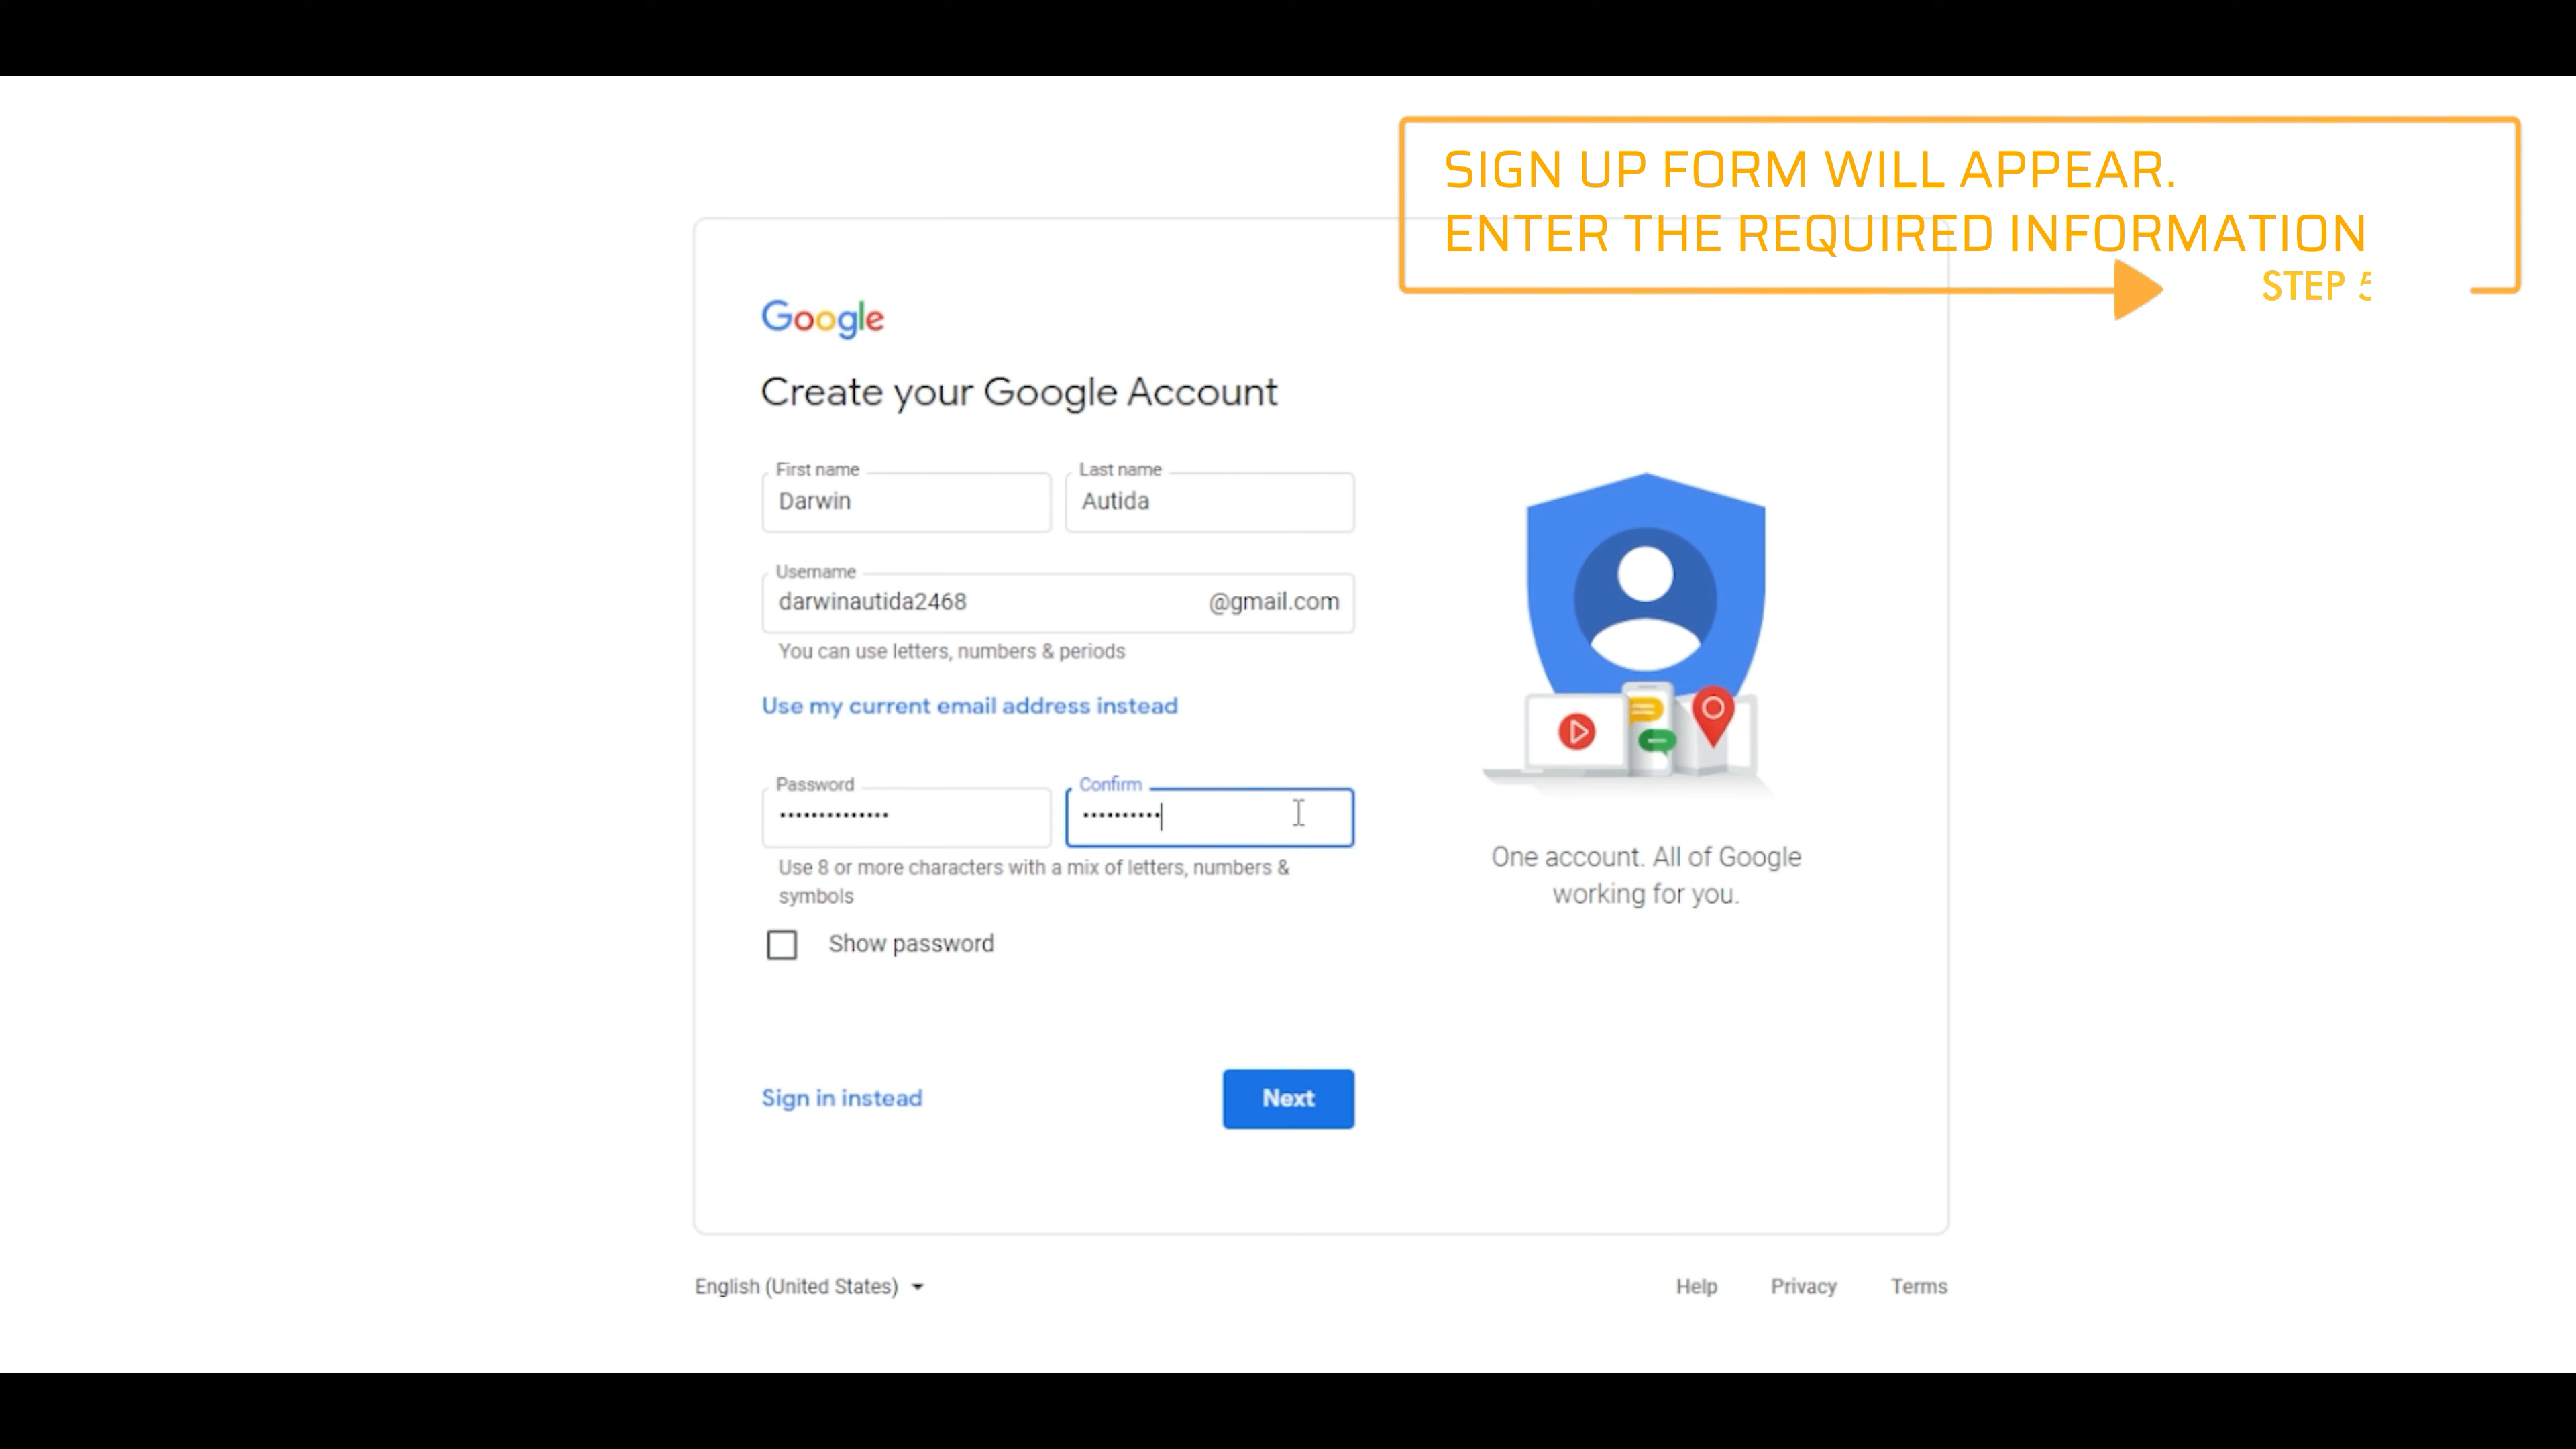 SIGN UP FORM WILL APPEAR.
ENTER THE REQUIRED INFORMATION
STEP 5
Google
Create your Google Account
First name
Last name
Darwin
Autida
Username
darwinautida2468
@gmail.com
You can use letters, numbers & periods
Use my current email address instead
Password
Confirm
••••••••••••••
••••••••••
Use 8 or more characters with a mix of letters, numbers &
symbols
Show password
One account. All of Google
working for you.
Sign in instead
Next
English (United States)
Help
Privacy
Terms